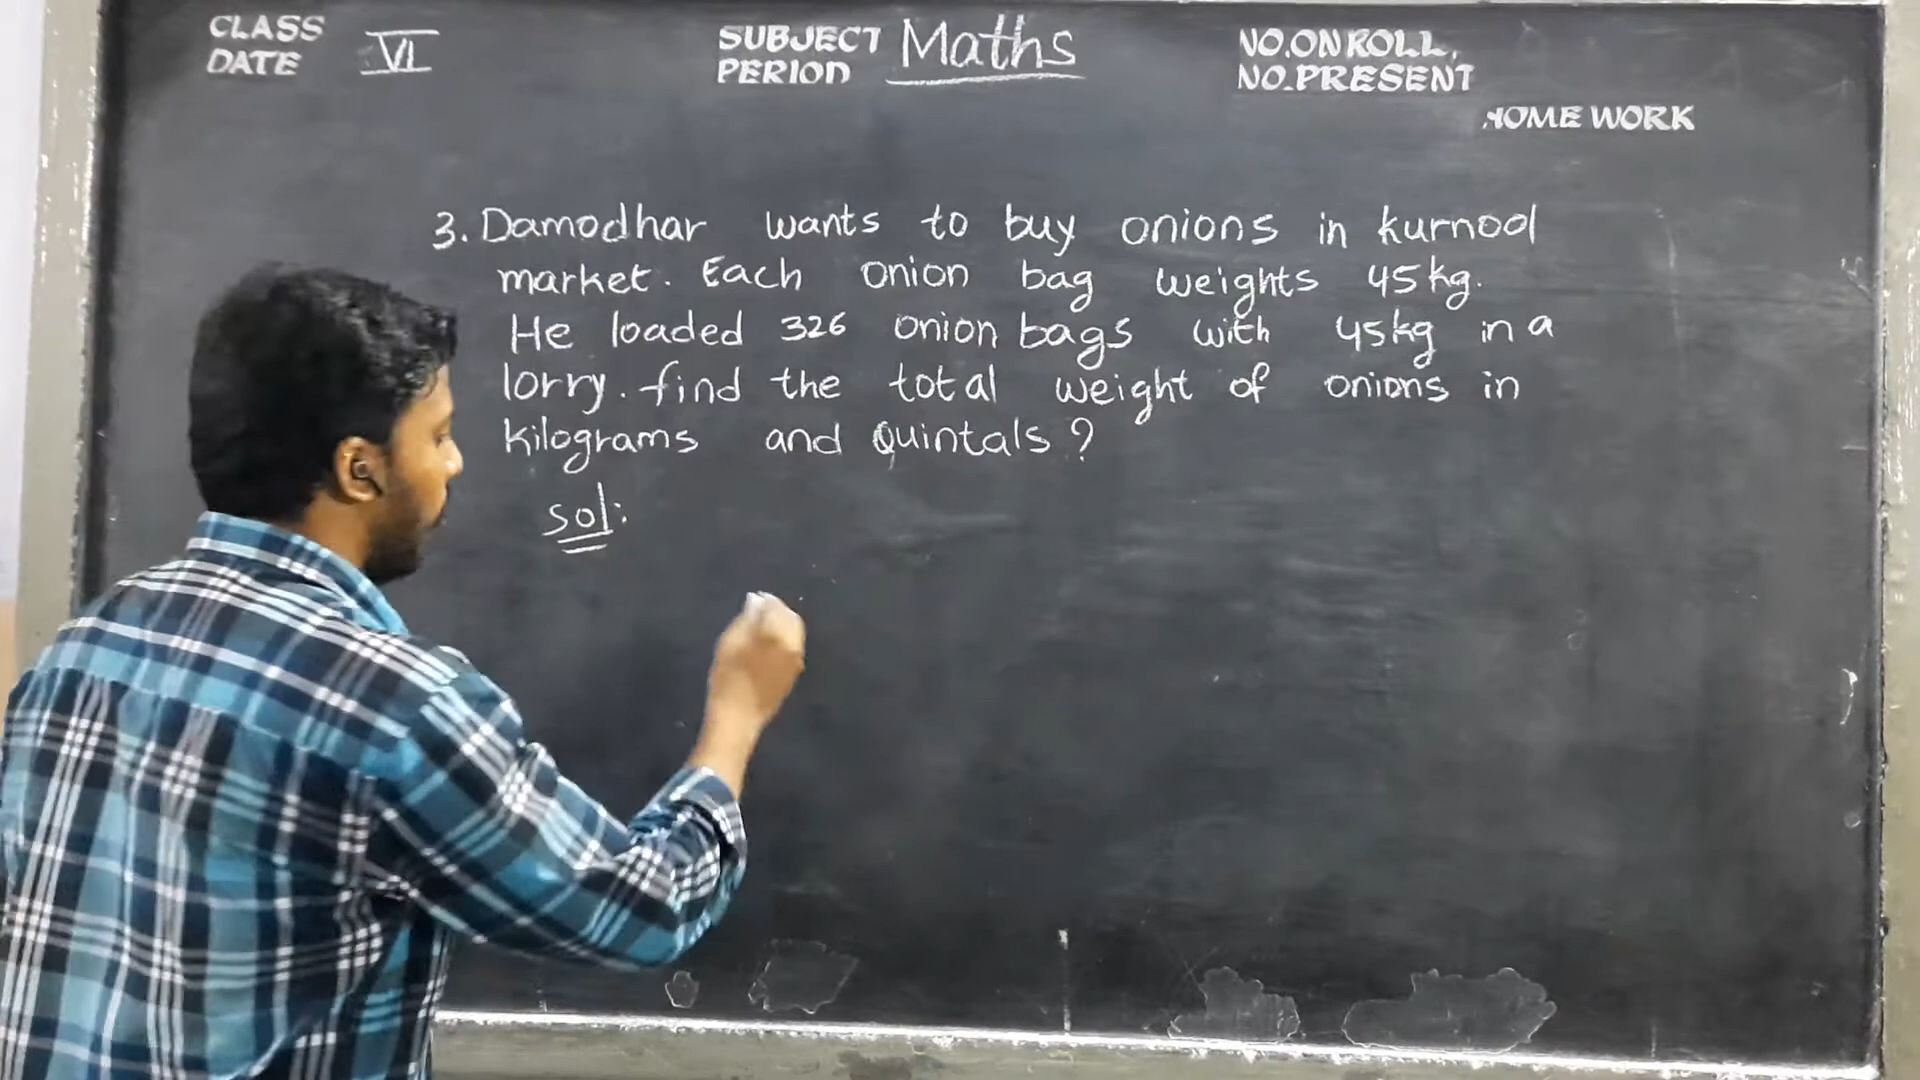 CLASS VI
DATE
SUBJECT Maths
PERIOD
NO.ON ROLL.
NO.PRESENT
HOME WORK
3. Damodhar wants to buy onions in kurnool
market. Each onion bag weights 45kg.
He loaded 326 onion bags with 45kg in a
lorry. find the total weight of onions in
kilograms and Quintals?
sol: